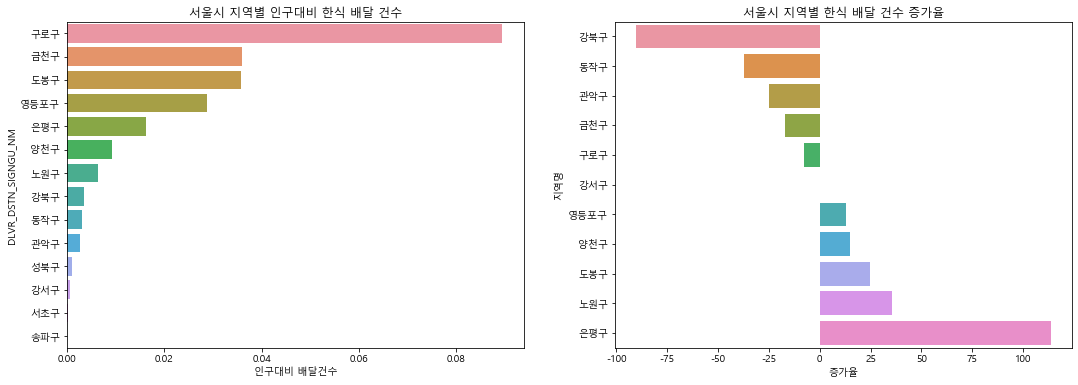 서울시 지역별 인구대비 한식 배달 건수
DLVR_DSTN_SIGNGU_NM
구로구
금천구
도봉구
영등포구
은평구
양천구
노원구
강북구
동작구
관악구
성북구
강서구
서초구
송파구
0.00 0.02 0.04 0.06 0.08
인구대비 배달건수
서울시 지역별 한식 배달 건수 증가율
지역명
강북구
동작구
관악구
금천구
구로구
강서구
영등포구
양천구
도봉구
노원구
은평구
-100 -75 -50 -25 0 25 50 75 100
증가율